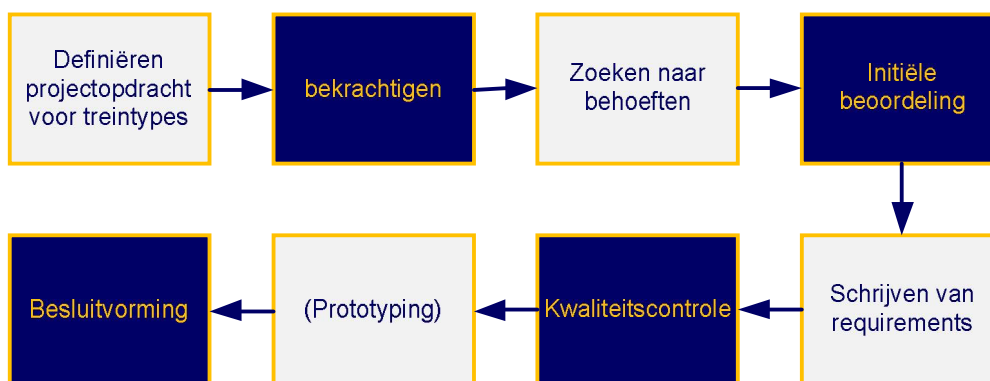 Definiëren
projectopdracht
voor treintypes
bekrachtigen
Zoeken naar
behoeften
Initiële
beoordeling
Schrijven van
requirements
Kwaliteitscontrole
(Prototyping)
Besluitvorming